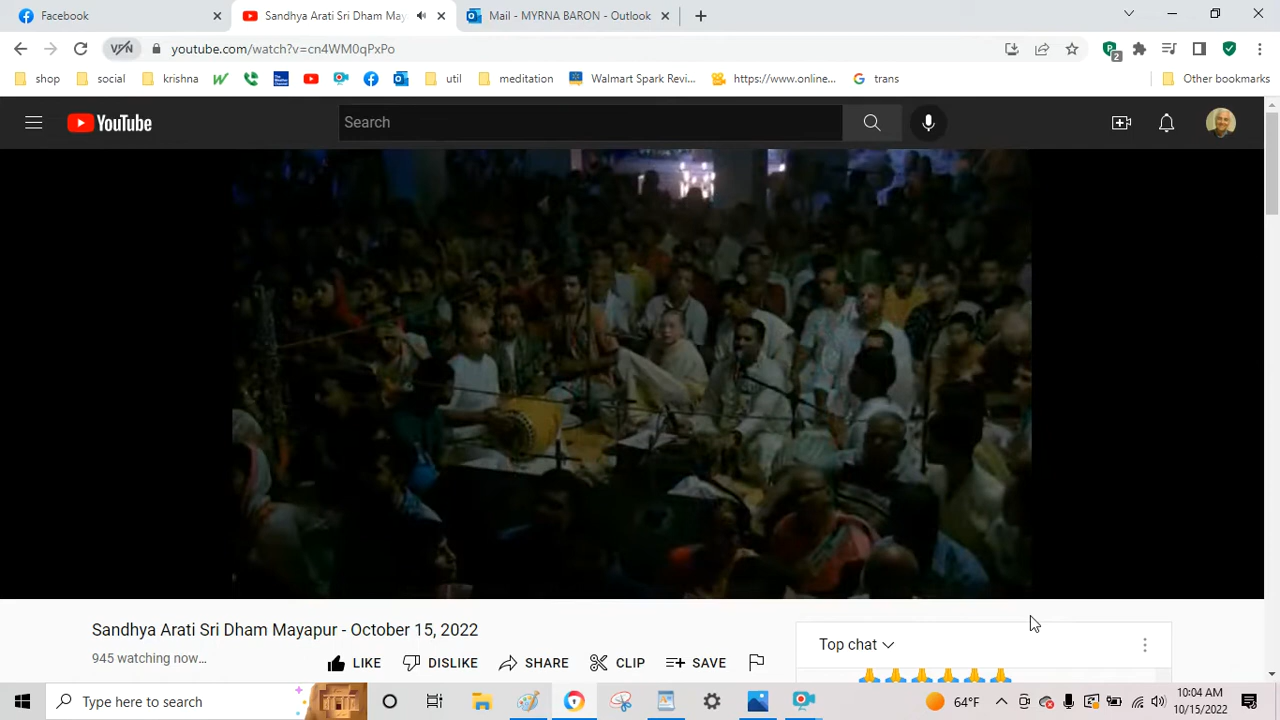 Facebook
Sandhya Arati Sri Dham May
Mail - MYRNA BARON - Outlook
VPN
youtube.com/watch?v=cn4WM0qPxPo
2
shop
social
krishna
util
meditation
Walmart Spark Revi...
https://www.online...
trans
Other bookmarks
YouTube
Search
Sandhya Arati Sri Dham Mayapur - October 15, 2022
945 watching now...
LIKE
DISLIKE
SHARE
CLIP
SAVE
Top chat
Type here to search
64°F
10:04 AM
10/15/2022